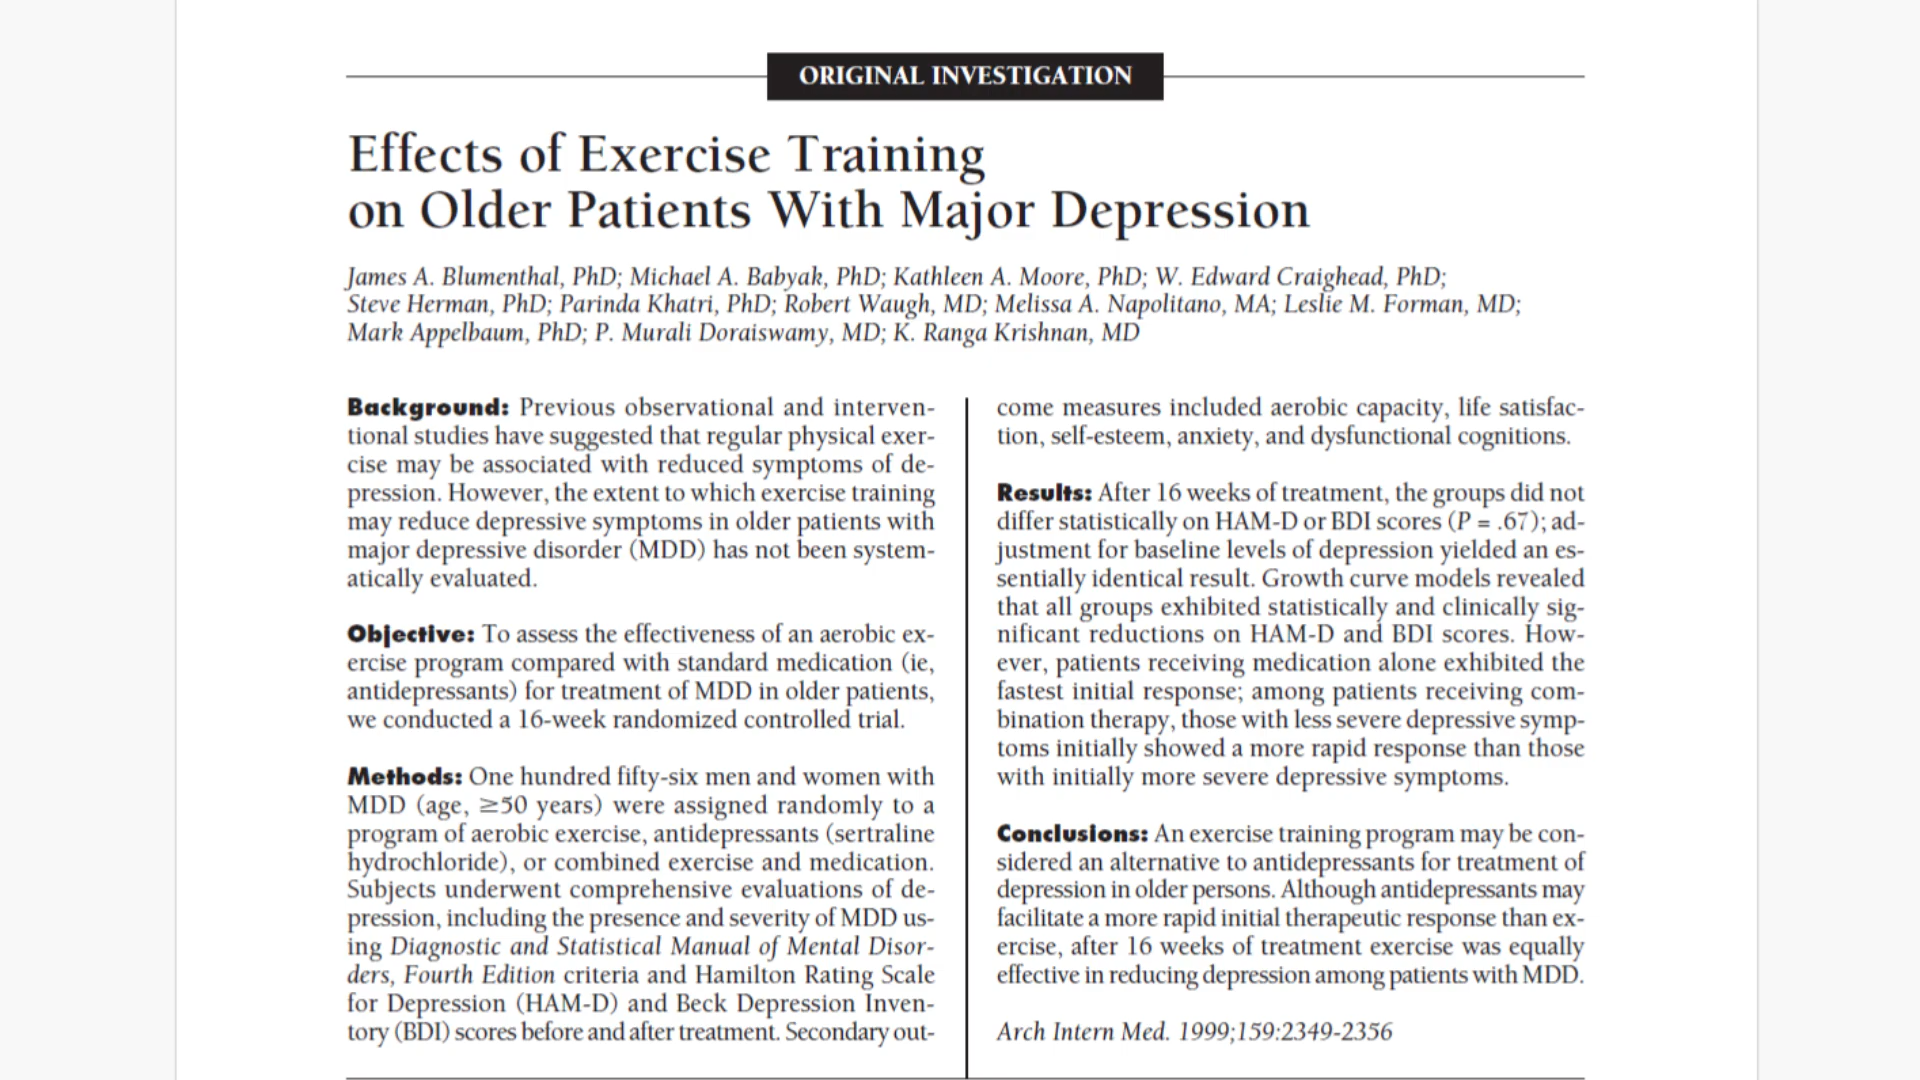 ORIGINAL INVESTIGATION
Effects of Exercise Training
on Older Patients With Major Depression
James A. Blumenthal, PhD; Michael A. Babyak, PhD; Kathleen A. Moore, PhD; W. Edward Craighead, PhD;
Steve Herman, PhD; Parinda Khatri, PhD; Robert Waugh, MD; Melissa A. Napolitano, MA; Leslie M. Forman, MD;
Mark Appelbaum, PhD; P. Murali Doraiswamy, MD; K. Ranga Krishnan, MD
Background: Previous observational and interven-
tional studies have suggested that regular physical exer-
cise may be associated with reduced symptoms of de-
pression. However, the extent to which exercise training
may reduce depressive symptoms in older patients with
major depressive disorder (MDD) has not been system-
atically evaluated.
Objective: To assess the effectiveness of an aerobic ex-
ercise program compared with standard medication (ie,
antidepressants) for treatment of MDD in older patients,
we conducted a 16-week randomized controlled trial.
Methods: One hundred fifty-six men and women with
MDD (age, ≥50 years) were assigned randomly to a
program of aerobic exercise, antidepressants (sertraline
hydrochloride), or combined exercise and medication.
Subjects underwent comprehensive evaluations of de-
pression, including the presence and severity of MDD us-
ing Diagnostic and Statistical Manual of Mental Disor-
ders, Fourth Edition criteria and Hamilton Rating Scale
for Depression (HAM-D) and Beck Depression Inven-
tory (BDI) scores before and after treatment. Secondary out-
come measures included aerobic capacity, life satisfac-
tion, self-esteem, anxiety, and dysfunctional cognitions.
Results: After 16 weeks of treatment, the groups did not
differ statistically on HAM-D or BDI scores (P = .67); ad-
justment for baseline levels of depression yielded an es-
sentially identical result. Growth curve models revealed
that all groups exhibited statistically and clinically sig-
nificant reductions on HAM-D and BDI scores. How-
ever, patients receiving medication alone exhibited the
fastest initial response; among patients receiving com-
bination therapy, those with less severe depressive symp-
toms initially showed a more rapid response than those
with initially more severe depressive symptoms.
Conclusions: An exercise training program may be con-
sidered an alternative to antidepressants for treatment of
depression in older persons. Although antidepressants may
facilitate a more rapid initial therapeutic response than ex-
ercise, after 16 weeks of treatment exercise was equally
effective in reducing depression among patients with MDD.
Arch Intern Med. 1999;159:2349-2356